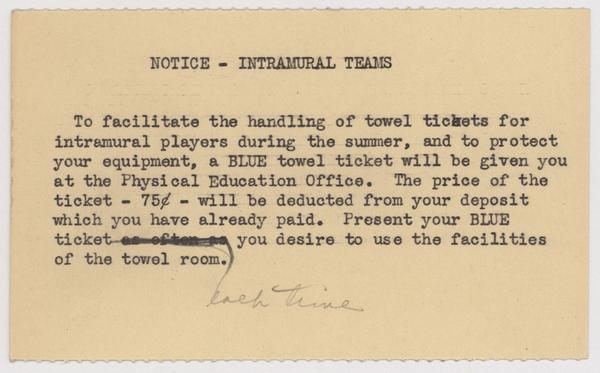 NOTICE - INTRAMURAL TEAMS
To facilitate the handling of towel tickets for
intramural players during the summer, and to protect
your equipment, a BLUE towel ticket will be given you
at the Physical Education Office. The price of the
ticket - 75¢ - will be deducted from your deposit
which you have already paid. Present your BLUE
ticket as often as you desire to use the facilities
of the towel room.
each time